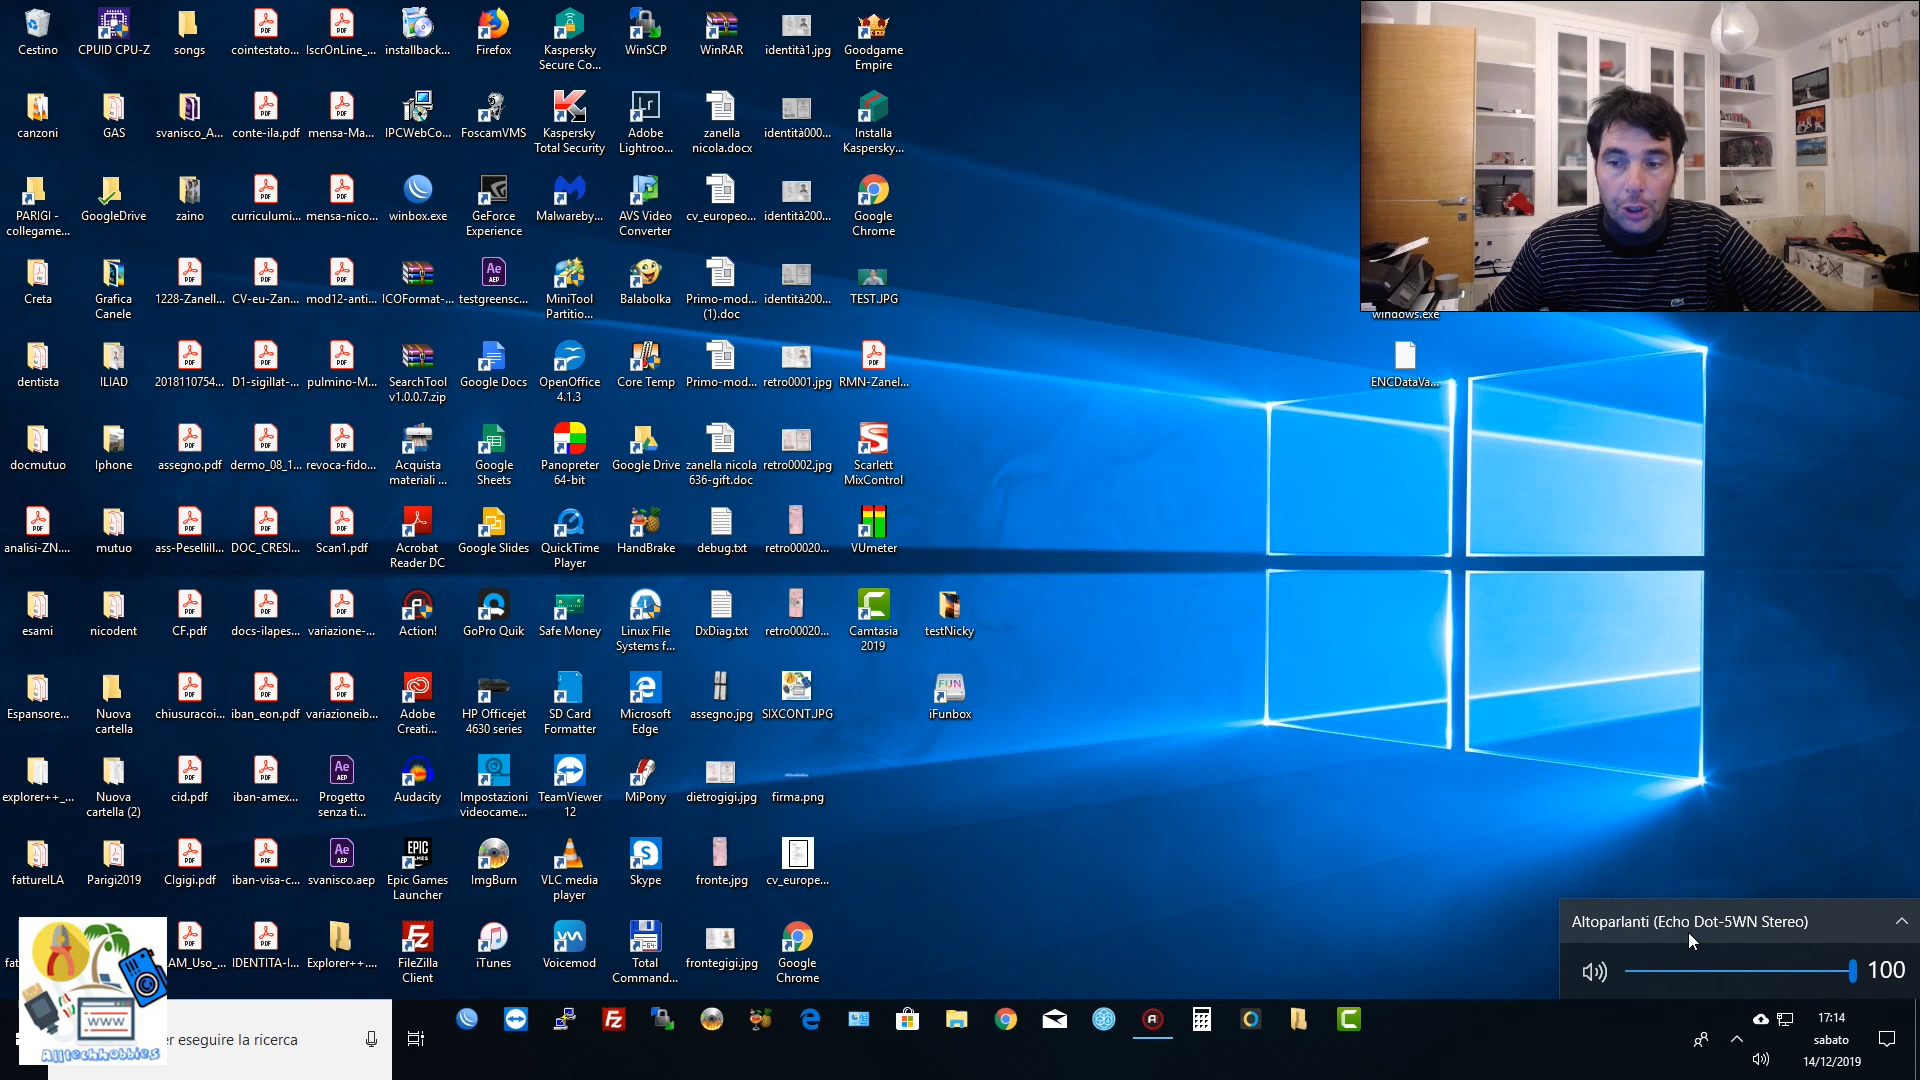 Cestino
CPUID CPU-Z
songs
cointestato...
IscrOnLine_...
installback...
Firefox
Kaspersky
Secure Co...
WinSCP
WinRAR
identità1.jpg
Goodgame
Empire
canzoni
GAS
svanisco_A...
conte-ila.pdf
mensa-Ma...
IPCWebCo...
FoscamVMS
Kaspersky
Total Security
Adobe
Lightroo...
zanella
nicola.docx
identità000...
Installa
Kaspersky...
PARIGI -
collegame...
GoogleDrive
zaino
curriculumi...
mensa-nico...
winbox.exe
GeForce
Experience
Malwareby...
AVS Video
Converter
cv_europeo...
identità200...
Google
Chrome
Creta
Grafica
Canele
1228-Zanell...
CV-eu-Zan...
mod12-anti...
ICOFormat-...
testgreensc...
MiniTool
Partitio...
Balabolka
Primo-mod...
(1).doc
identità200...
TEST.JPG
windows.exe
dentista
ILIAD
2018110754...
D1-sigillat-...
pulmino-M...
SearchTool
v1.0.0.7.zip
Google Docs
OpenOffice
4.1.3
Core Temp
Primo-mod...
retro0001.jpg
RMN-Zanel...
ENCDataVa...
docmutuo
Iphone
assegno.pdf
dermo_08_1...
revoca-fido...
Acquista
materiali ...
Google
Sheets
Panopreter
64-bit
Google Drive
zanella nicola
636-gift.doc
retro0002.jpg
Scarlett
MixControl
analisi-ZN....
mutuo
ass-Pesellill...
DOC_CRESI...
Scan1.pdf
Acrobat
Reader DC
Google Slides
QuickTime
Player
HandBrake
debug.txt
retro00020...
VUmeter
esami
nicodent
CF.pdf
docs-ilapes...
variazione-...
Action!
GoPro Quik
Safe Money
Linux File
Systems f...
DxDiag.txt
retro00020...
Camtasia
2019
testNicky
Espansore...
Nuova
cartella
chiusuracoi...
iban_eon.pdf
variazioneib...
Adobe
Creati...
HP Officejet
4630 series
SD Card
Formatter
Microsoft
Edge
assegno.jpg
SIXCONT.JPG
iFunbox
explorer++_...
Nuova
cartella (2)
cid.pdf
iban-amex...
Progetto
senza ti...
Audacity
Impostazioni
videocame...
TeamViewer
12
MiPony
dietrogigi.jpg
firma.png
fattureILA
Parigi2019
CIgigi.pdf
iban-visa-c...
svanisco.aep
Epic Games
Launcher
ImgBurn
VLC media
player
Skype
fronte.jpg
cv_europe...
AM_Uso_...
IDENTITA-I...
Explorer++....
FileZilla
Client
iTunes
Voicemod
Total
Command...
frontegigi.jpg
Google
Chrome
Altoparlanti (Echo Dot-5WN Stereo)
100
www
Alltechhobbies
er eseguire la ricerca
17:14
sabato
14/12/2019